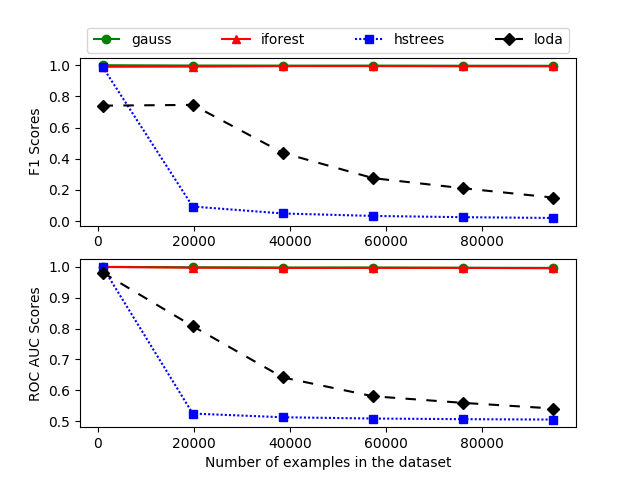 gauss iforest hstrees loda
1.0
0.8
0.6
0.4
0.2
0.0
F1 Scores
0 20000 40000 60000 80000
1.0
0.9
0.8
0.7
0.6
0.5
ROC AUC Scores
0 20000 40000 60000 80000
Number of examples in the dataset